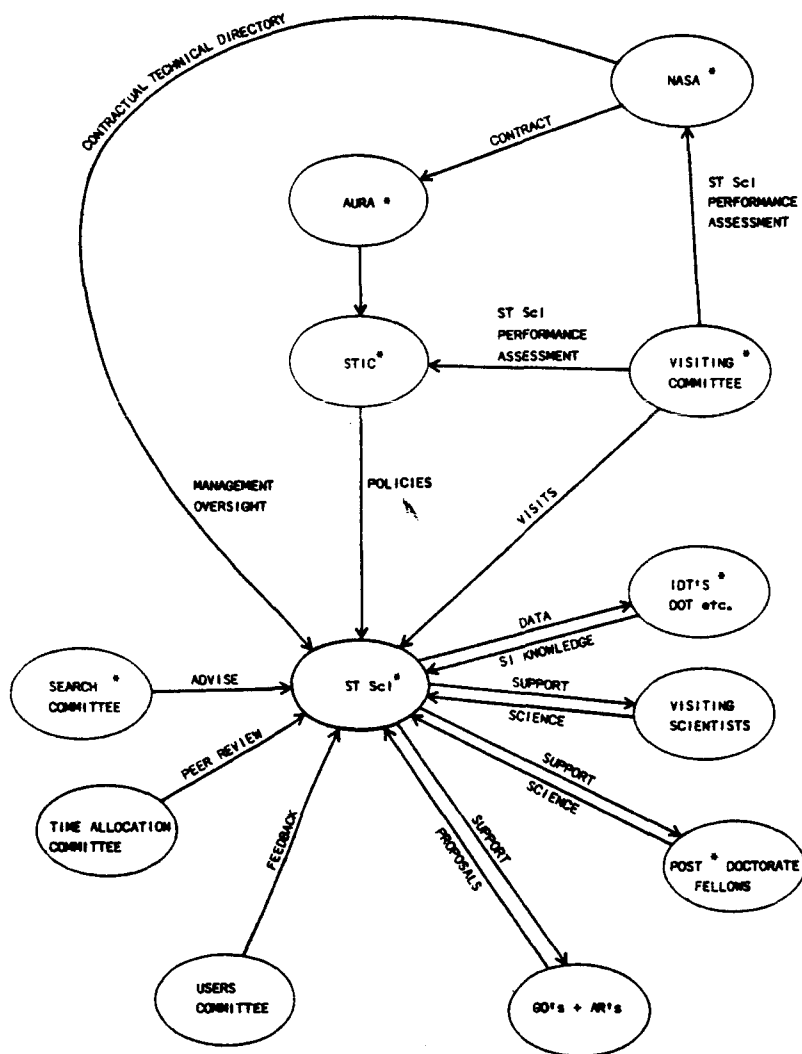 CONTRACTUAL TECHNICAL DIRECTORY
NASA *
CONTRACT
ST ScI
PERFORMANCE
ASSESSMENT
AURA *
ST ScI
PERFORMANCE
ASSESSMENT
STIC*
VISITING *
COMMITTEE
MANAGEMENT
OVERSIGHT
POLICIES
VISITS
IDT'S *
DOT etc.
DATA
SI KNOWLEDGE
SEARCH *
COMMITTEE
ADVISE
ST ScI*
SUPPORT
SCIENCE
VISITING
SCIENTISTS
PEER REVIEW
SUPPORT
SCIENCE
TIME ALLOCATION
COMMITTEE
FEEDBACK
SUPPORT
PROPOSALS
POST * DOCTORATE
FELLOWS
USERS
COMMITTEE
GO's + AR's